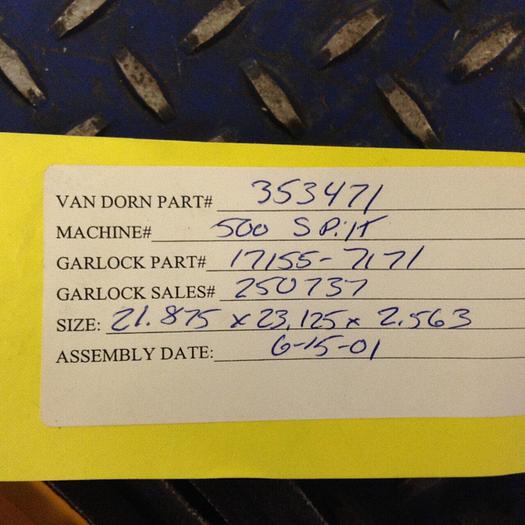 VAN DORN PART# 353471
MACHINE# 500 SPilt
GARLOCK PART# 17155-7171
GARLOCK SALES# 250737
SIZE: 21.875 x 23.125 x 2.563
ASSEMBLY DATE: 6-15-01